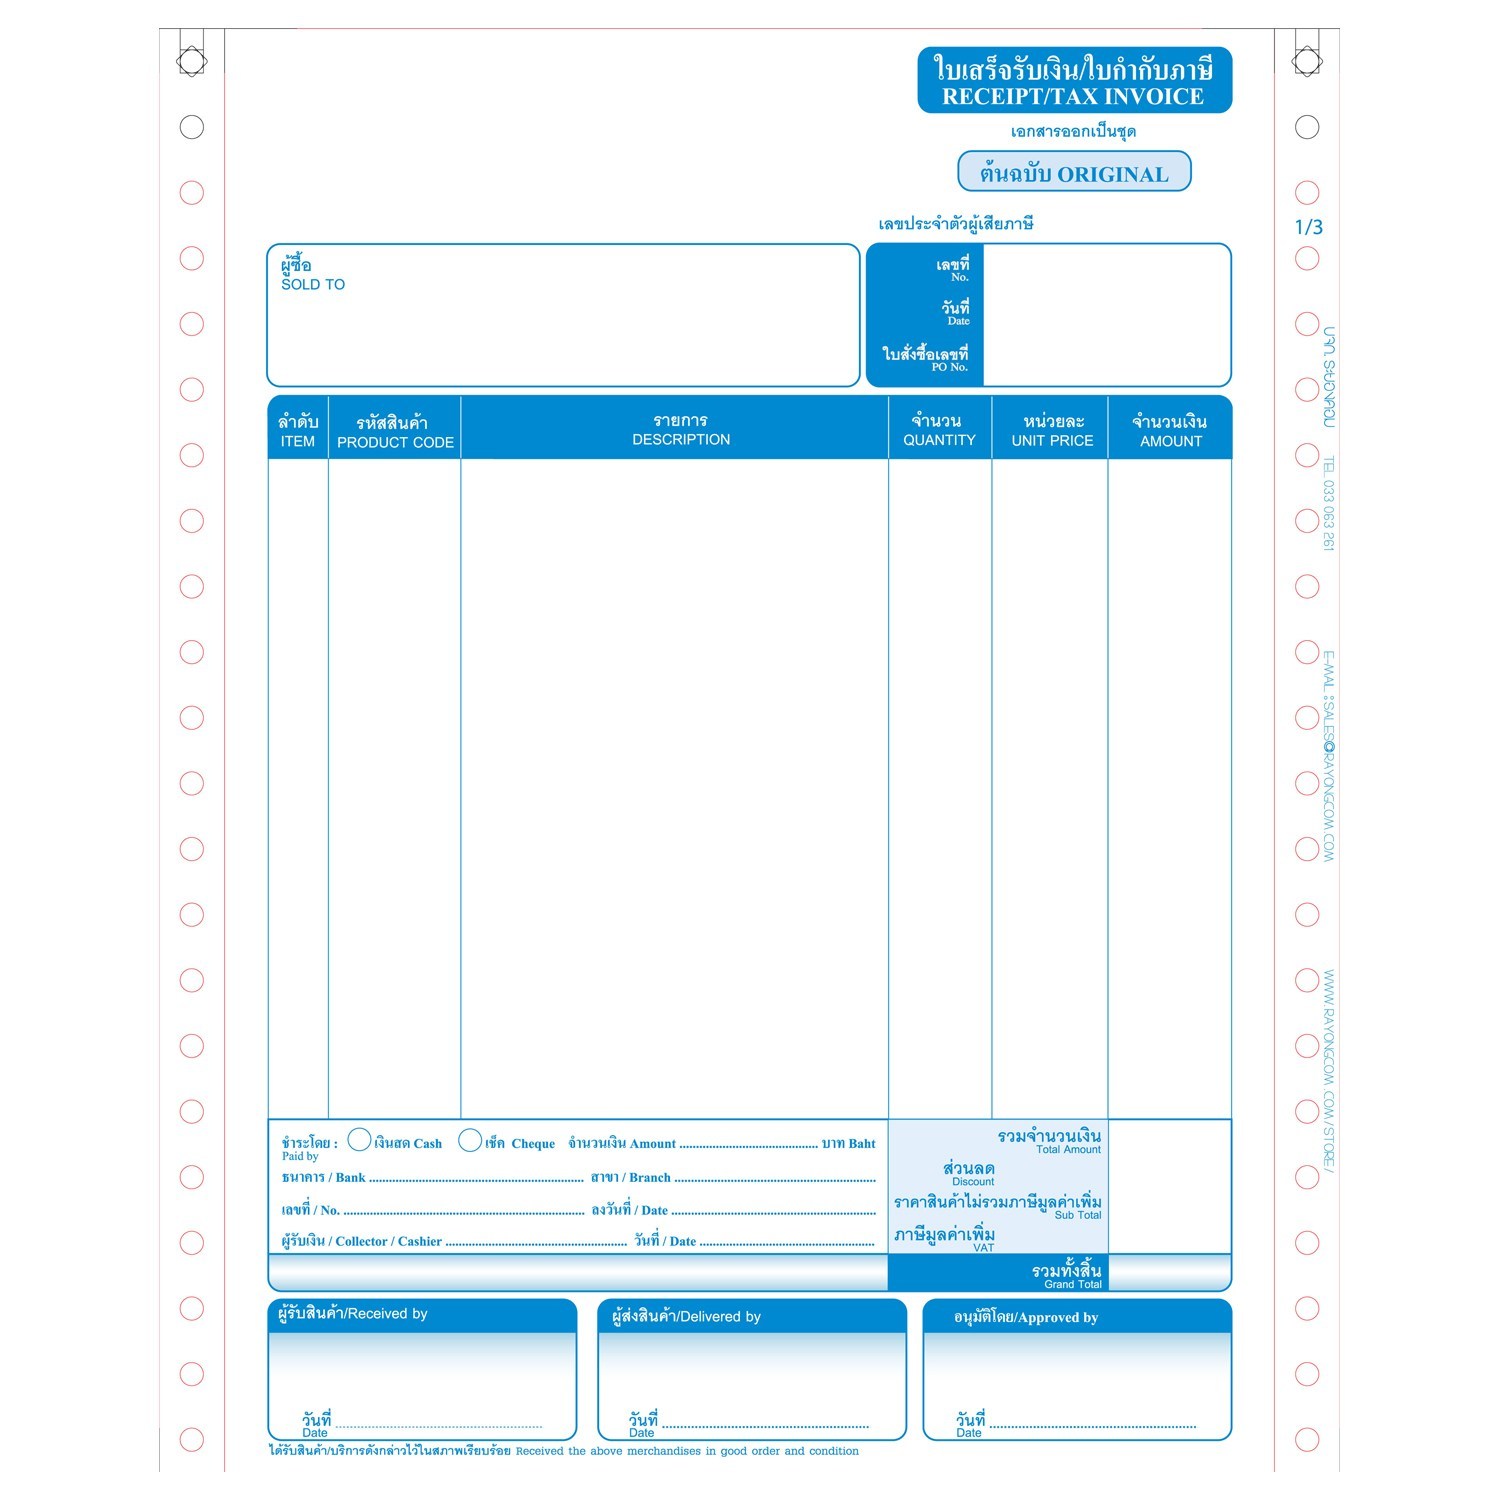 ใบเสร็จรับเงิน/ใบกำกับภาษี
RECEIPT/TAX INVOICE
เอกสารออกเป็นชุด
ต้นฉบับ ORIGINAL
เลขประจำตัวผู้เสียภาษี
1/3
ผู้ซื้อ
SOLD TO
เลขที่
No.
วันที่
Date
ใบสั่งซื้อเลขที่
PO No.
ลำดับ
ITEM
รหัสสินค้า
PRODUCT CODE
รายการ
DESCRIPTION
จำนวน
QUANTITY
หน่วยละ
UNIT PRICE
จำนวนเงิน
AMOUNT
ชำระโดย : เงินสด Cash เช็ค Cheque จำนวนเงิน Amount ........................................ บาท Baht
Paid by
ธนาคาร / Bank ................................................ สาขา / Branch ................................................
เลขที่ / No. ................................................ ลงวันที่ / Date ................................................
ผู้รับเงิน / Collector / Cashier ................................................ วันที่ / Date ................................................
รวมจำนวนเงิน
Total Amount
ส่วนลด
Discount
ราคาสินค้าไม่รวมภาษีมูลค่าเพิ่ม
Sub Total
ภาษีมูลค่าเพิ่ม
VAT
รวมทั้งสิ้น
Grand Total
ผู้รับสินค้า/Received by
วันที่ ................................................
Date
ผู้ส่งสินค้า/Delivered by
วันที่ ................................................
Date
อนุมัติโดย/Approved by
วันที่ ................................................
Date
ได้รับสินค้า/บริการดังกล่าวไว้ในสภาพเรียบร้อย Received the above merchandises in good order and condition
บจก. ระยองคอม
TEL 033 063 261
E-MAIL :SALES@RAYONGCOM.COM
WWW.RAYONGCOM.COM/STORE/